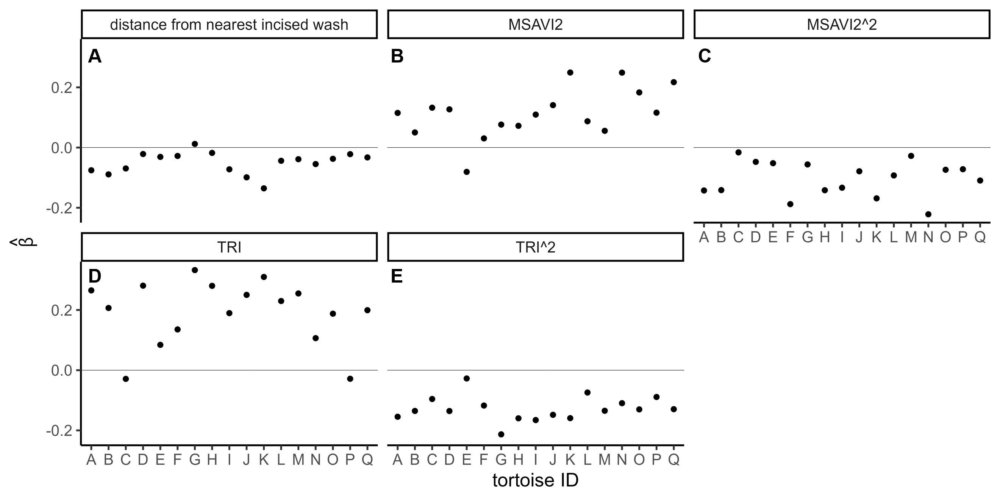 distance from nearest incised wash
MSAVI2
MSAVI2^2
A
B
C
0.2
0.0
-0.2
A B C D E F G H I J K L M N O P Q
β̂
TRI
TRI^2
D
E
0.2
0.0
-0.2
A B C D E F G H I J K L M N O P Q
A B C D E F G H I J K L M N O P Q
tortoise ID